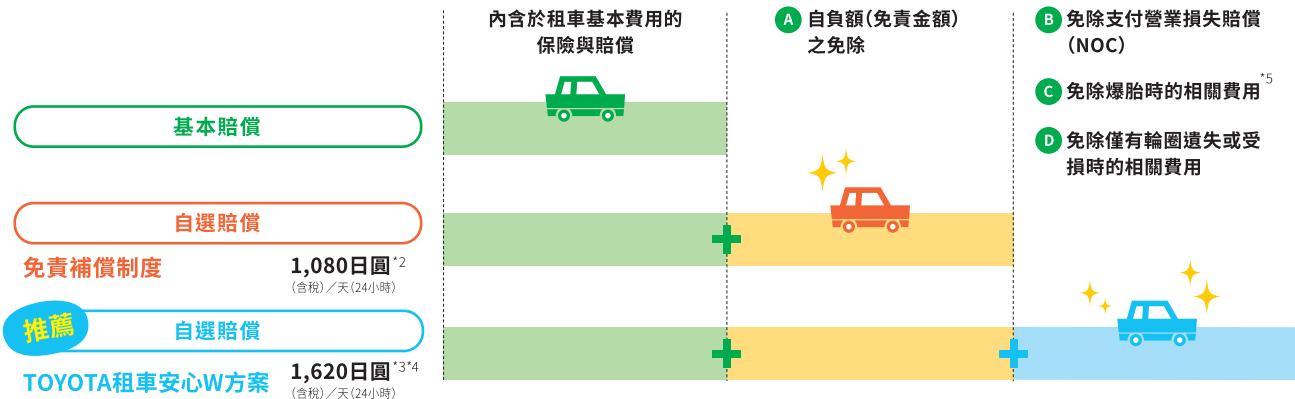 內含於租車基本費用的
保險與賠償
A 自負額（免責金額）
之免除
B 免除支付營業損失賠償
（NOC）
C 免除爆胎時的相關費用*5
D 免除僅有輪圈遺失或受
損時的相關費用
基本賠償
自選賠償
免責補償制度
1,080日圓*2
（含稅）／天（24小時）
推薦
自選賠償
TOYOTA租車安心W方案
1,620日圓*3*4
（含稅）／天（24小時）